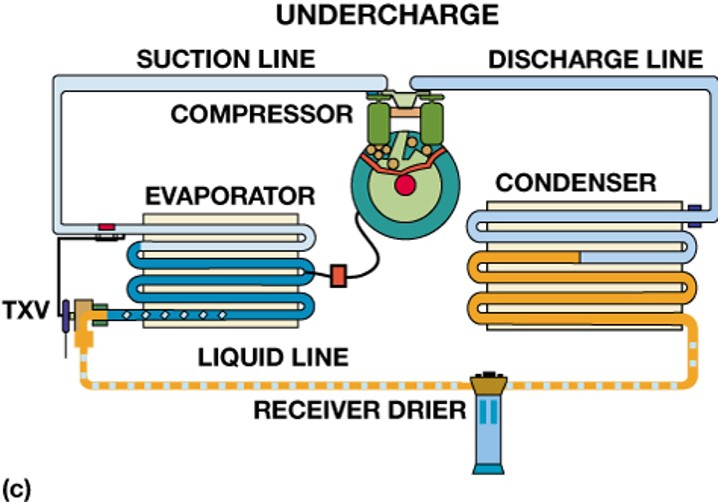 UNDERCHARGE
SUCTION LINE
DISCHARGE LINE
COMPRESSOR
EVAPORATOR
CONDENSER
TXV
LIQUID LINE
RECEIVER DRIER
(c)